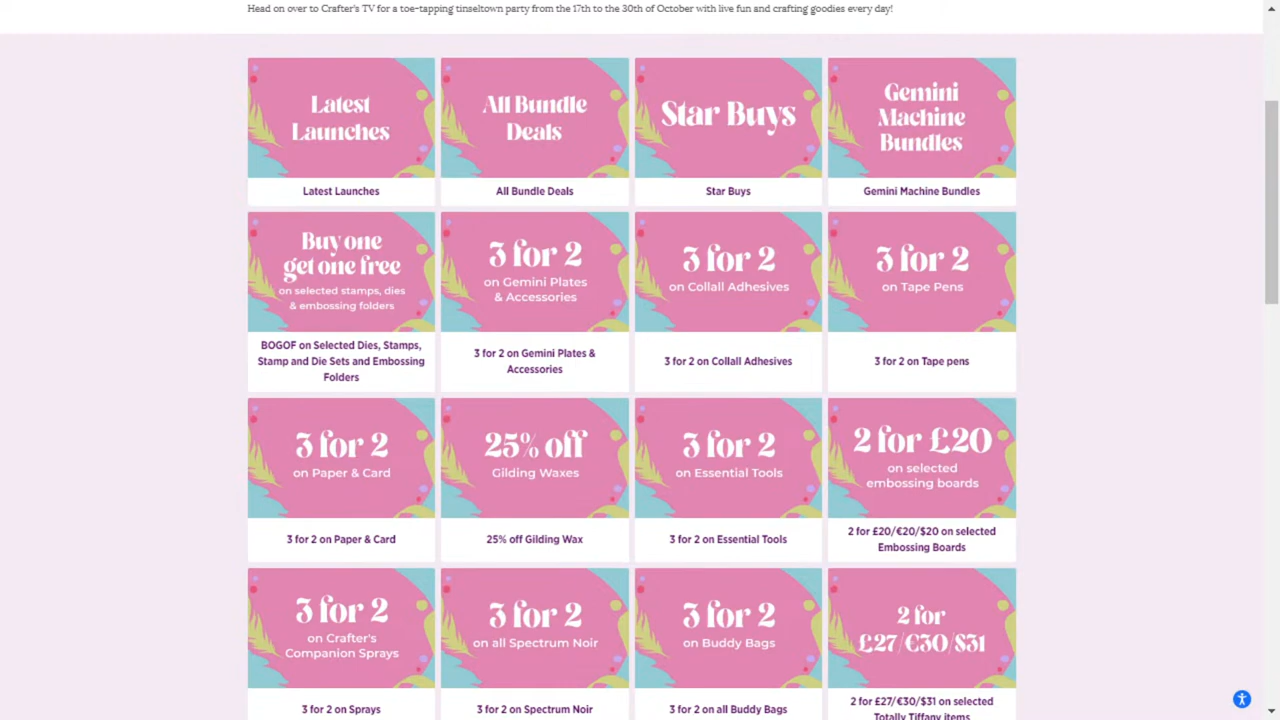 Head on over to Crafter's TV for a toe-tapping tinseltown party from the 17th to the 30th of October with live fun and crafting goodies every day!
Latest
Launches
All Bundle
Deals
Star Buys
Gemini
Machine
Bundles
Latest Launches
All Bundle Deals
Star Buys
Gemini Machine Bundles
Buy one
get one free
on selected stamps, dies
& embossing folders
3 for 2
on Gemini Plates
& Accessories
3 for 2
on Collall Adhesives
3 for 2
on Tape Pens
BOGOF on Selected Dies, Stamps,
Stamp and Die Sets and Embossing
Folders
3 for 2 on Gemini Plates &
Accessories
3 for 2 on Collall Adhesives
3 for 2 on Tape pens
3 for 2
on Paper & Card
25% off
Gilding Waxes
3 for 2
on Essential Tools
2 for £20
on selected
embossing boards
3 for 2 on Paper & Card
25% off Gilding Wax
3 for 2 on Essential Tools
2 for £20/€20/$20 on selected
Embossing Boards
3 for 2
on Crafter's
Companion Sprays
3 for 2
on all Spectrum Noir
3 for 2
on Buddy Bags
2 for
£27/€30/$31
3 for 2 on Sprays
3 for 2 on Spectrum Noir
3 for 2 on all Buddy Bags
2 for £27/€30/$31 on selected
Totally Tiffany items